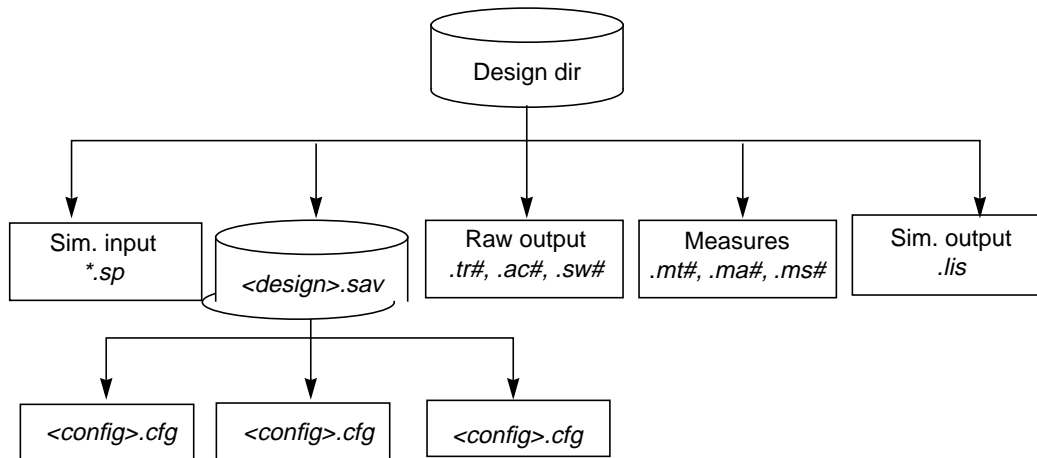 Design dir
Sim. input
*.sp
<design>.sav
Raw output
.tr#, .ac#, .sw#
Measures
.mt#, .ma#, .ms#
Sim. output
.lis
<config>.cfg
<config>.cfg
<config>.cfg